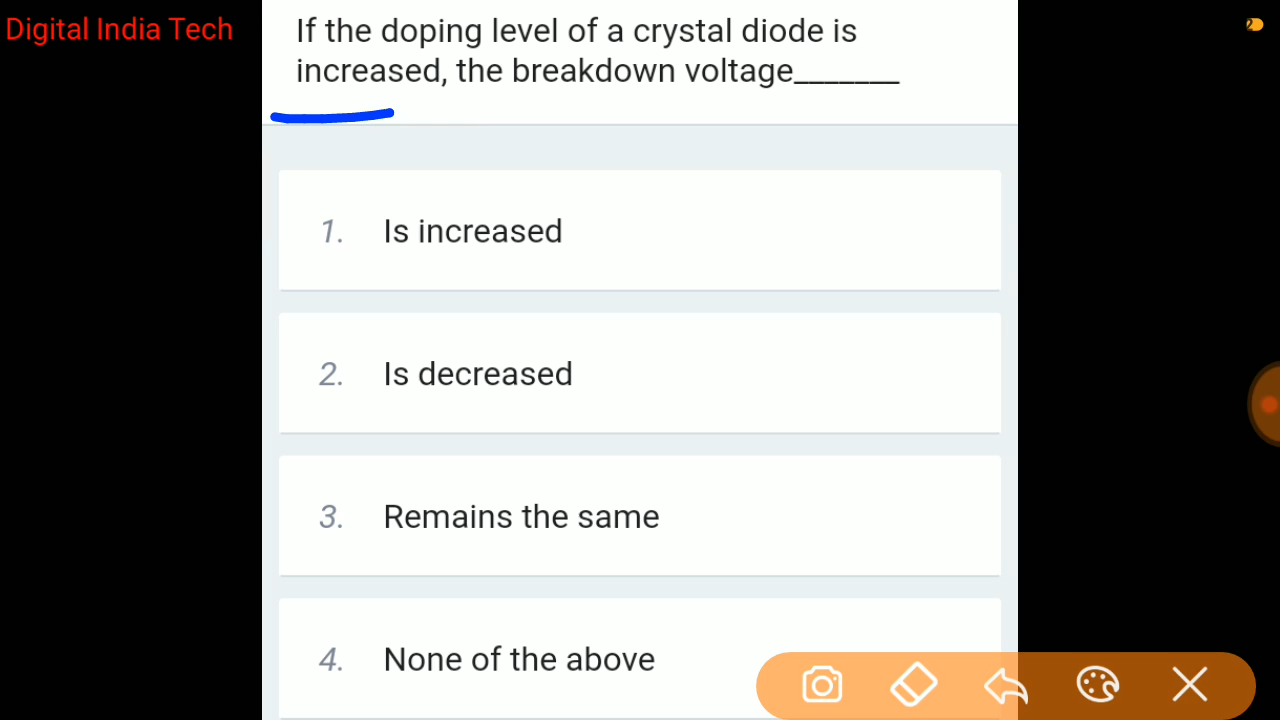 Digital India Tech
If the doping level of a crystal diode is
increased, the breakdown voltage_______
1. Is increased
2. Is decreased
3. Remains the same
4. None of the above